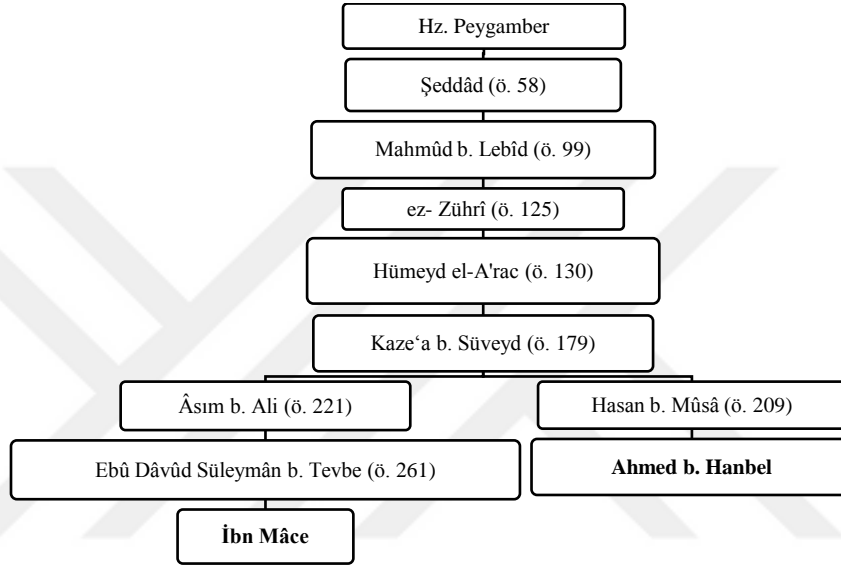 Hz. Peygamber
Şeddâd (ö. 58)
Mahmûd b. Lebîd (ö. 99)
ez- Zührî (ö. 125)
Hümeyd el-A'rac (ö. 130)
Kaze‘a b. Süveyd (ö. 179)
Âsım b. Ali (ö. 221)
Hasan b. Mûsâ (ö. 209)
Ebû Dâvûd Süleymân b. Tevbe (ö. 261)
Ahmed b. Hanbel
İbn Mâce